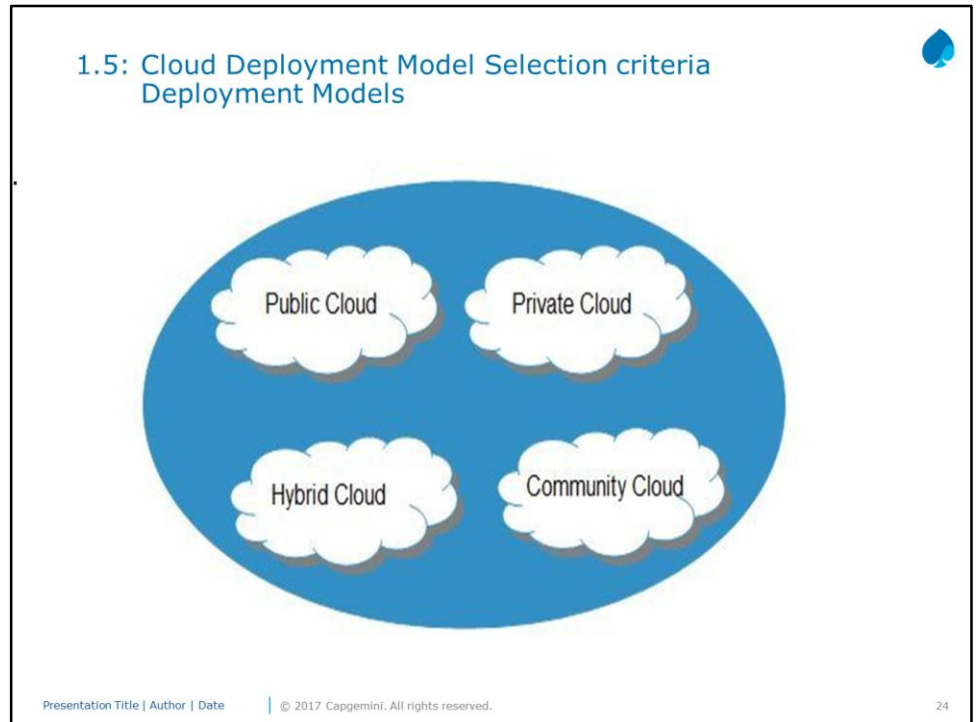 1.5: Cloud Deployment Model Selection criteria
Deployment Models
.
Public Cloud
Private Cloud
Hybrid Cloud
Community Cloud
Presentation Title | Author | Date
© 2017 Capgemini. All rights reserved.
24